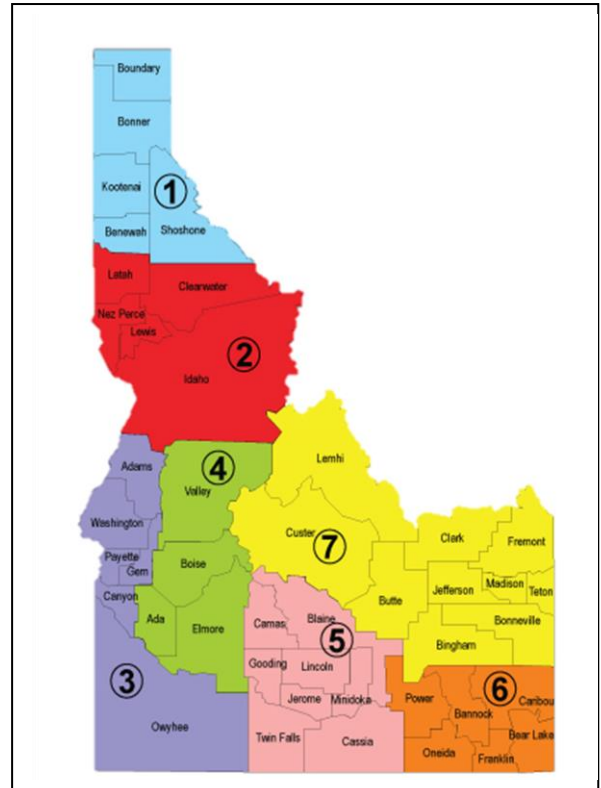 Boundary
Bonner
Kootenai
1
Benewah
Shoshone
Latah
Clearwater
Nez Perce
Lewis
2
Idaho
Adams
4
Valley
Lemhi
Washington
Custer
7
Clark
Fremont
Payette
Gem
Boise
Canyon
Butte
Jefferson
Madison
Teton
Ada
Elmore
Camas
Blaine
Bonneville
5
Bingham
Gooding
Lincoln
3
6
Jerome
Minidoka
Power
Caribou
Bannock
Owyhee
Twin Falls
Cassia
Bear Lake
Oneida
Franklin